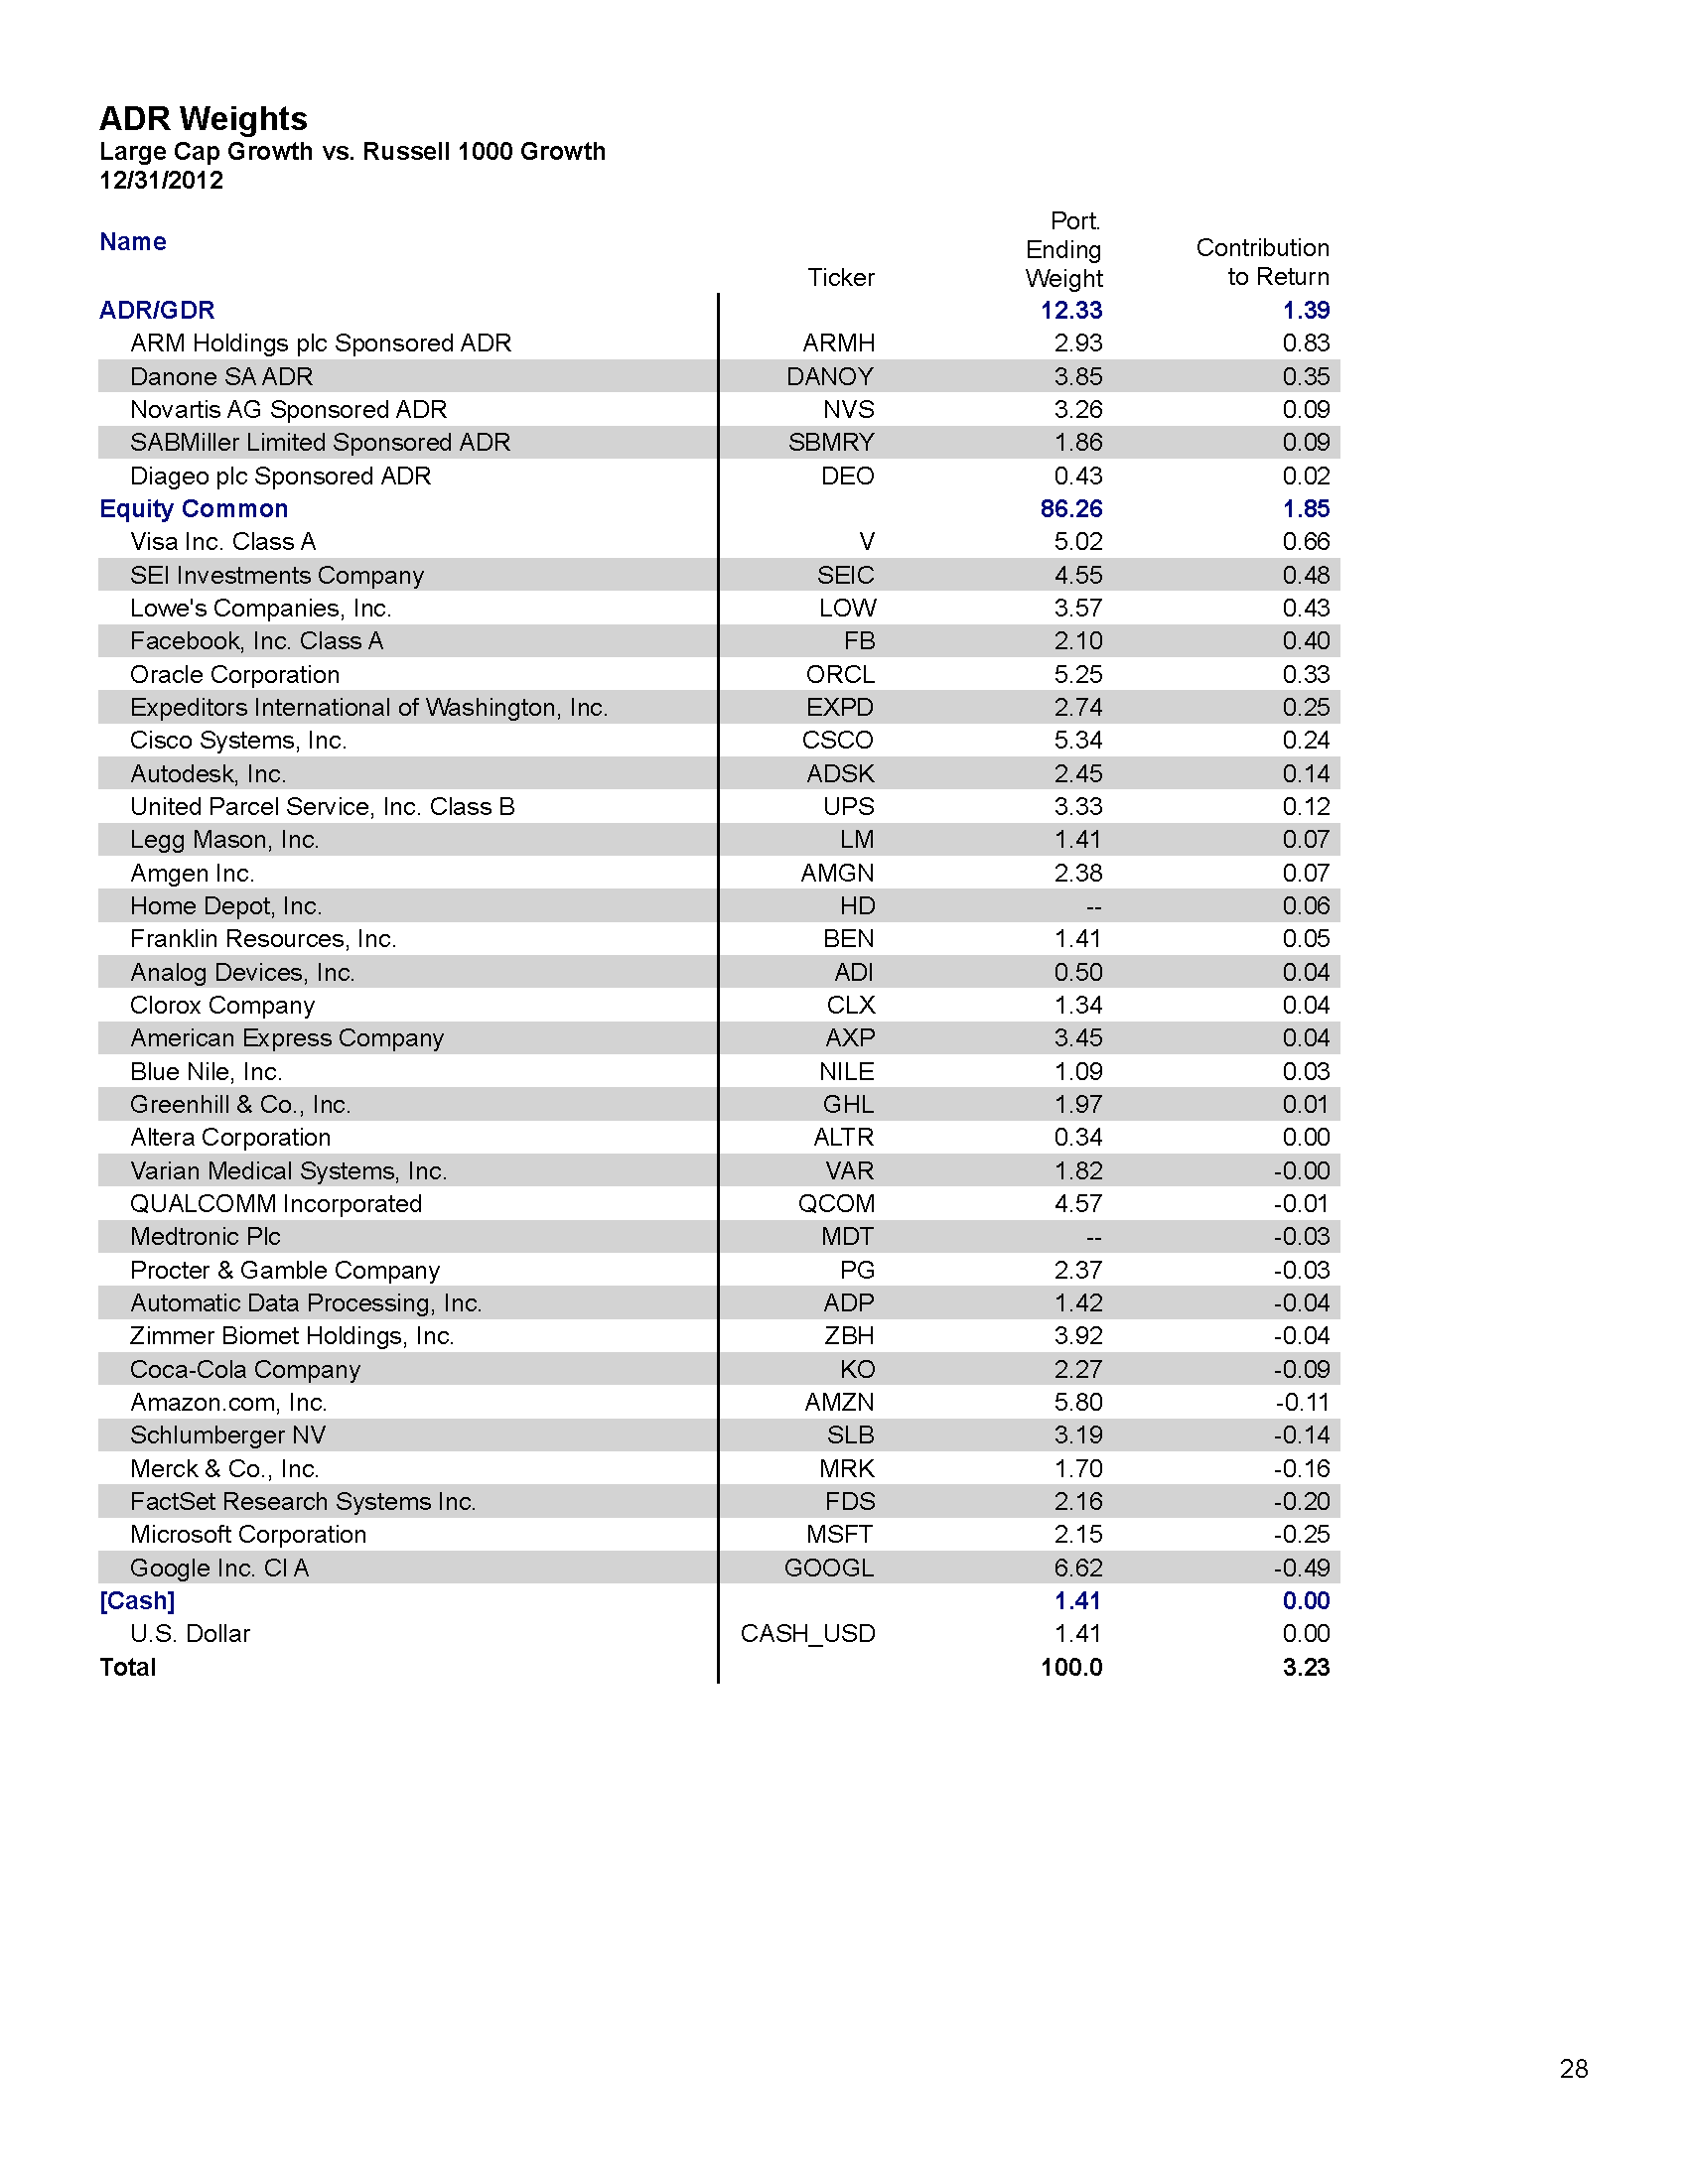 ADR Weights
Large Cap Growth vs. Russell 1000 Growth
12/31/2012
Name Ticker Port. Ending Weight Contribution to Return
ADR/GDR 12.33 1.39
ARM Holdings plc Sponsored ADR ARMH 2.93 0.83
Danone SA ADR DANOY 3.85 0.35
Novartis AG Sponsored ADR NVS 3.26 0.09
SABMiller Limited Sponsored ADR SBMRY 1.86 0.09
Diageo plc Sponsored ADR DEO 0.43 0.02
Equity Common 86.26 1.85
Visa Inc. Class A V 5.02 0.66
SEI Investments Company SEIC 4.55 0.48
Lowe's Companies, Inc. LOW 3.57 0.43
Facebook, Inc. Class A FB 2.10 0.40
Oracle Corporation ORCL 5.25 0.33
Expeditors International of Washington, Inc. EXPD 2.74 0.25
Cisco Systems, Inc. CSCO 5.34 0.24
Autodesk, Inc. ADSK 2.45 0.14
United Parcel Service, Inc. Class B UPS 3.33 0.12
Legg Mason, Inc. LM 1.41 0.07
Amgen Inc. AMGN 2.38 0.07
Home Depot, Inc. HD -- 0.06
Franklin Resources, Inc. BEN 1.41 0.05
Analog Devices, Inc. ADI 0.50 0.04
Clorox Company CLX 1.34 0.04
American Express Company AXP 3.45 0.04
Blue Nile, Inc. NILE 1.09 0.03
Greenhill & Co., Inc. GHL 1.97 0.01
Altera Corporation ALTR 0.34 0.00
Varian Medical Systems, Inc. VAR 1.82 -0.00
QUALCOMM Incorporated QCOM 4.57 -0.01
Medtronic Plc MDT -- -0.03
Procter & Gamble Company PG 2.37 -0.03
Automatic Data Processing, Inc. ADP 1.42 -0.04
Zimmer Biomet Holdings, Inc. ZBH 3.92 -0.04
Coca-Cola Company KO 2.27 -0.09
Amazon.com, Inc. AMZN 5.80 -0.11
Schlumberger NV SLB 3.19 -0.14
Merck & Co., Inc. MRK 1.70 -0.16
FactSet Research Systems Inc. FDS 2.16 -0.20
Microsoft Corporation MSFT 2.15 -0.25
Google Inc. Cl A GOOGL 6.62 -0.49
[Cash] 1.41 0.00
U.S. Dollar CASH_USD 1.41 0.00
Total 100.0 3.23
28